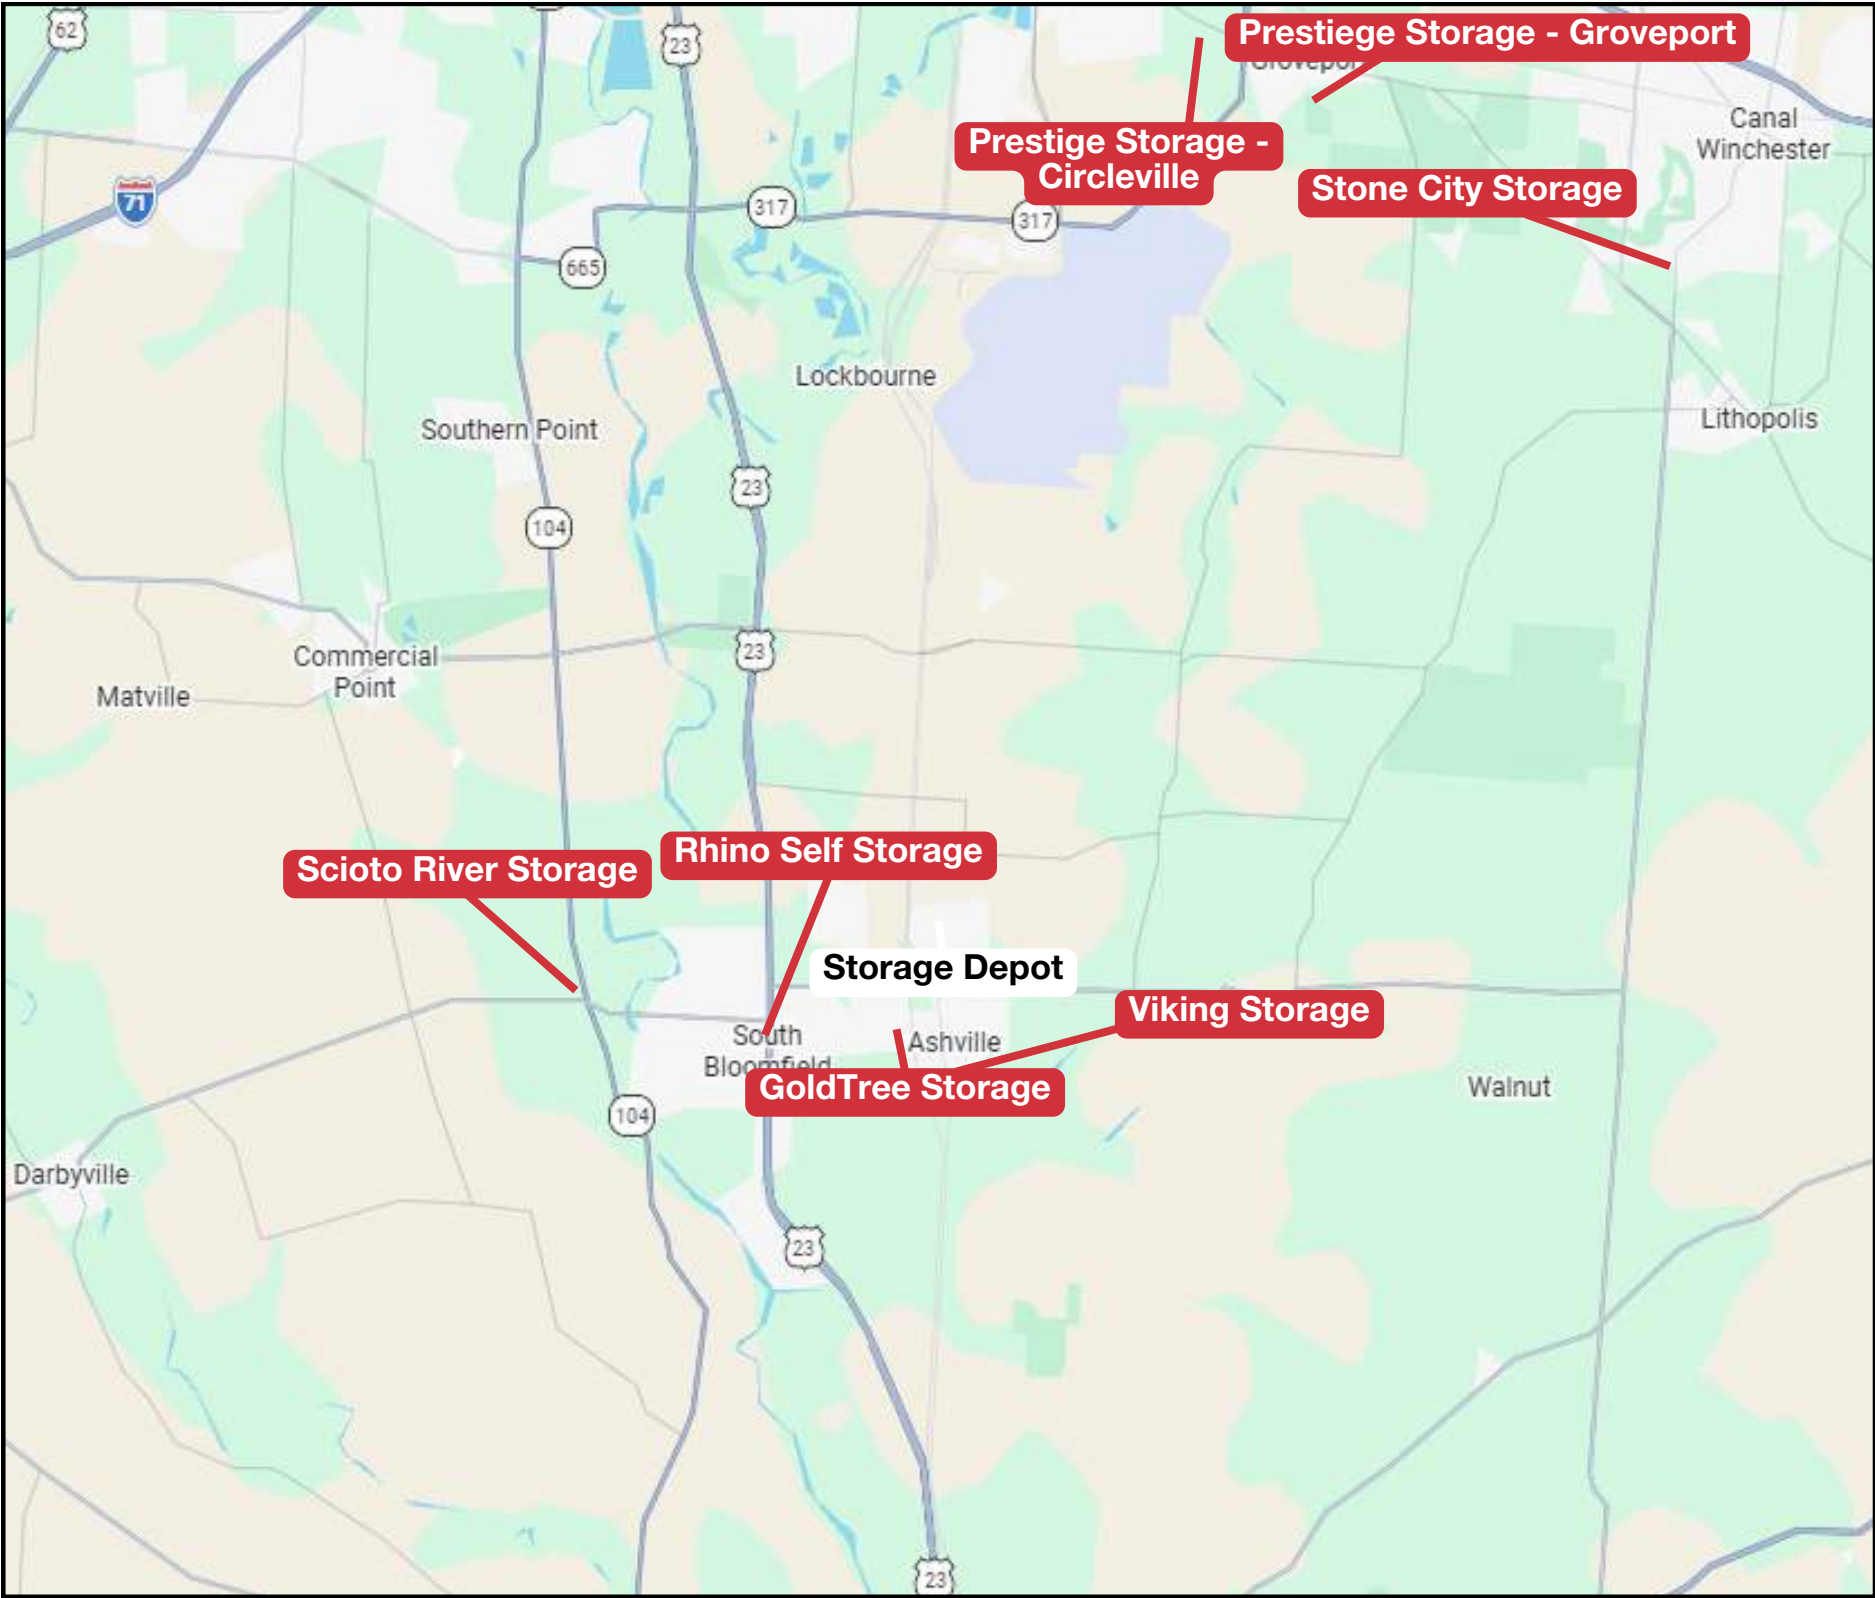 62
23
Prestiege Storage - Groveport
Canal
Winchester
Prestige Storage -
Circleville
Stone City Storage
71
317
317
665
Lockbourne
Southern Point
Lithopolis
23
104
Commercial
Point
23
Matville
Scioto River Storage
Rhino Self Storage
Storage Depot
Viking Storage
South
Bloomfield
Ashville
GoldTree Storage
Walnut
104
Darbyville
23
23